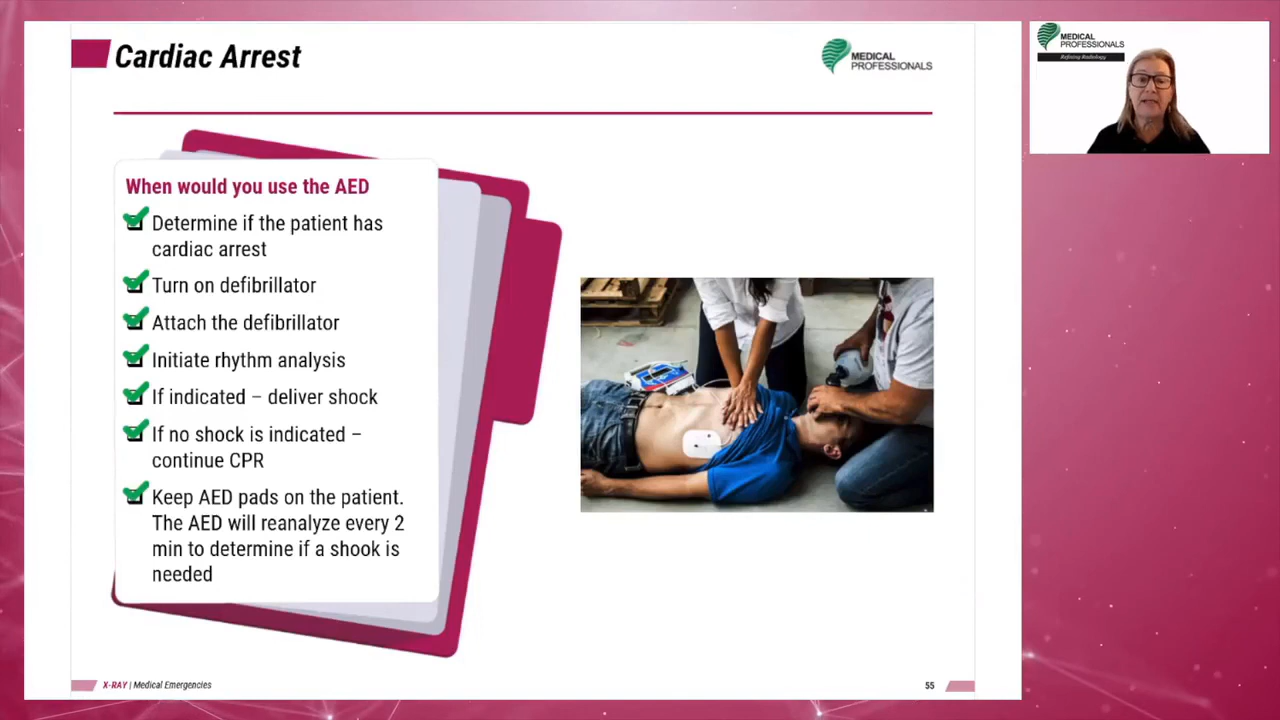 Cardiac Arrest
MEDICAL
PROFESSIONALS
MEDICAL
PROFESSIONALS
Refining Radiology
When would you use the AED
Determine if the patient has
cardiac arrest
Turn on defibrillator
Attach the defibrillator
Initiate rhythm analysis
If indicated – deliver shock
If no shock is indicated –
continue CPR
Keep AED pads on the patient.
The AED will reanalyze every 2
min to determine if a shook is
needed
X-RAY | Medical Emergencies
55